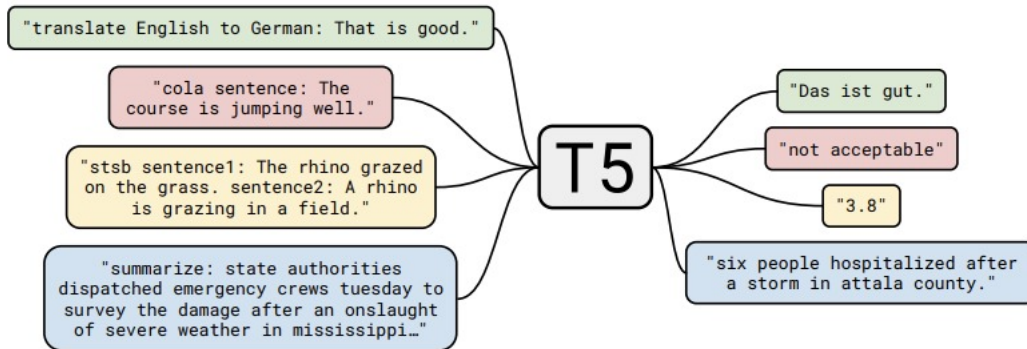 "translate English to German: That is good."
"cola sentence: The
course is jumping well."
"stsb sentence1: The rhino grazed
on the grass. sentence2: A rhino
is grazing in a field."
"summarize: state authorities
dispatched emergency crews tuesday to
survey the damage after an onslaught
of severe weather in mississippi…"
T5
"Das ist gut."
"not acceptable"
"3.8"
"six people hospitalized after
a storm in attala county."